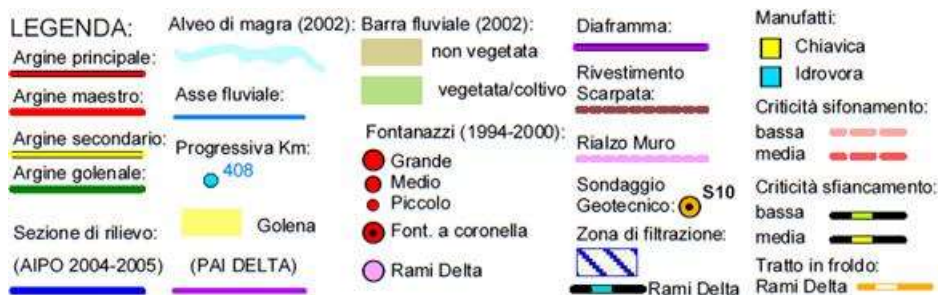 LEGENDA:
Argine principale:
Argine maestro:
Argine secondario:
Argine golenale:
Sezione di rilievo:
(AIPO 2004-2005)
Alveo di magra (2002):
Asse fluviale:
Progressiva Km:
408
Golena
(PAI DELTA)
Barra fluviale (2002):
non vegetata
vegetata/coltivo
Fontanazzi (1994-2000):
Grande
Medio
Piccolo
Font. a coronella
Rami Delta
Diaframma:
Rivestimento
Scarpata:
Rialzo Muro
Sondaggio
Geotecnico: S10
Zona di filtrazione:
Rami Delta
Manufatti:
Chiavica
Idrovora
Criticità sifonamento:
bassa
media
Criticità sfiancamento:
bassa
media
Tratto in froldo:
Rami Delta